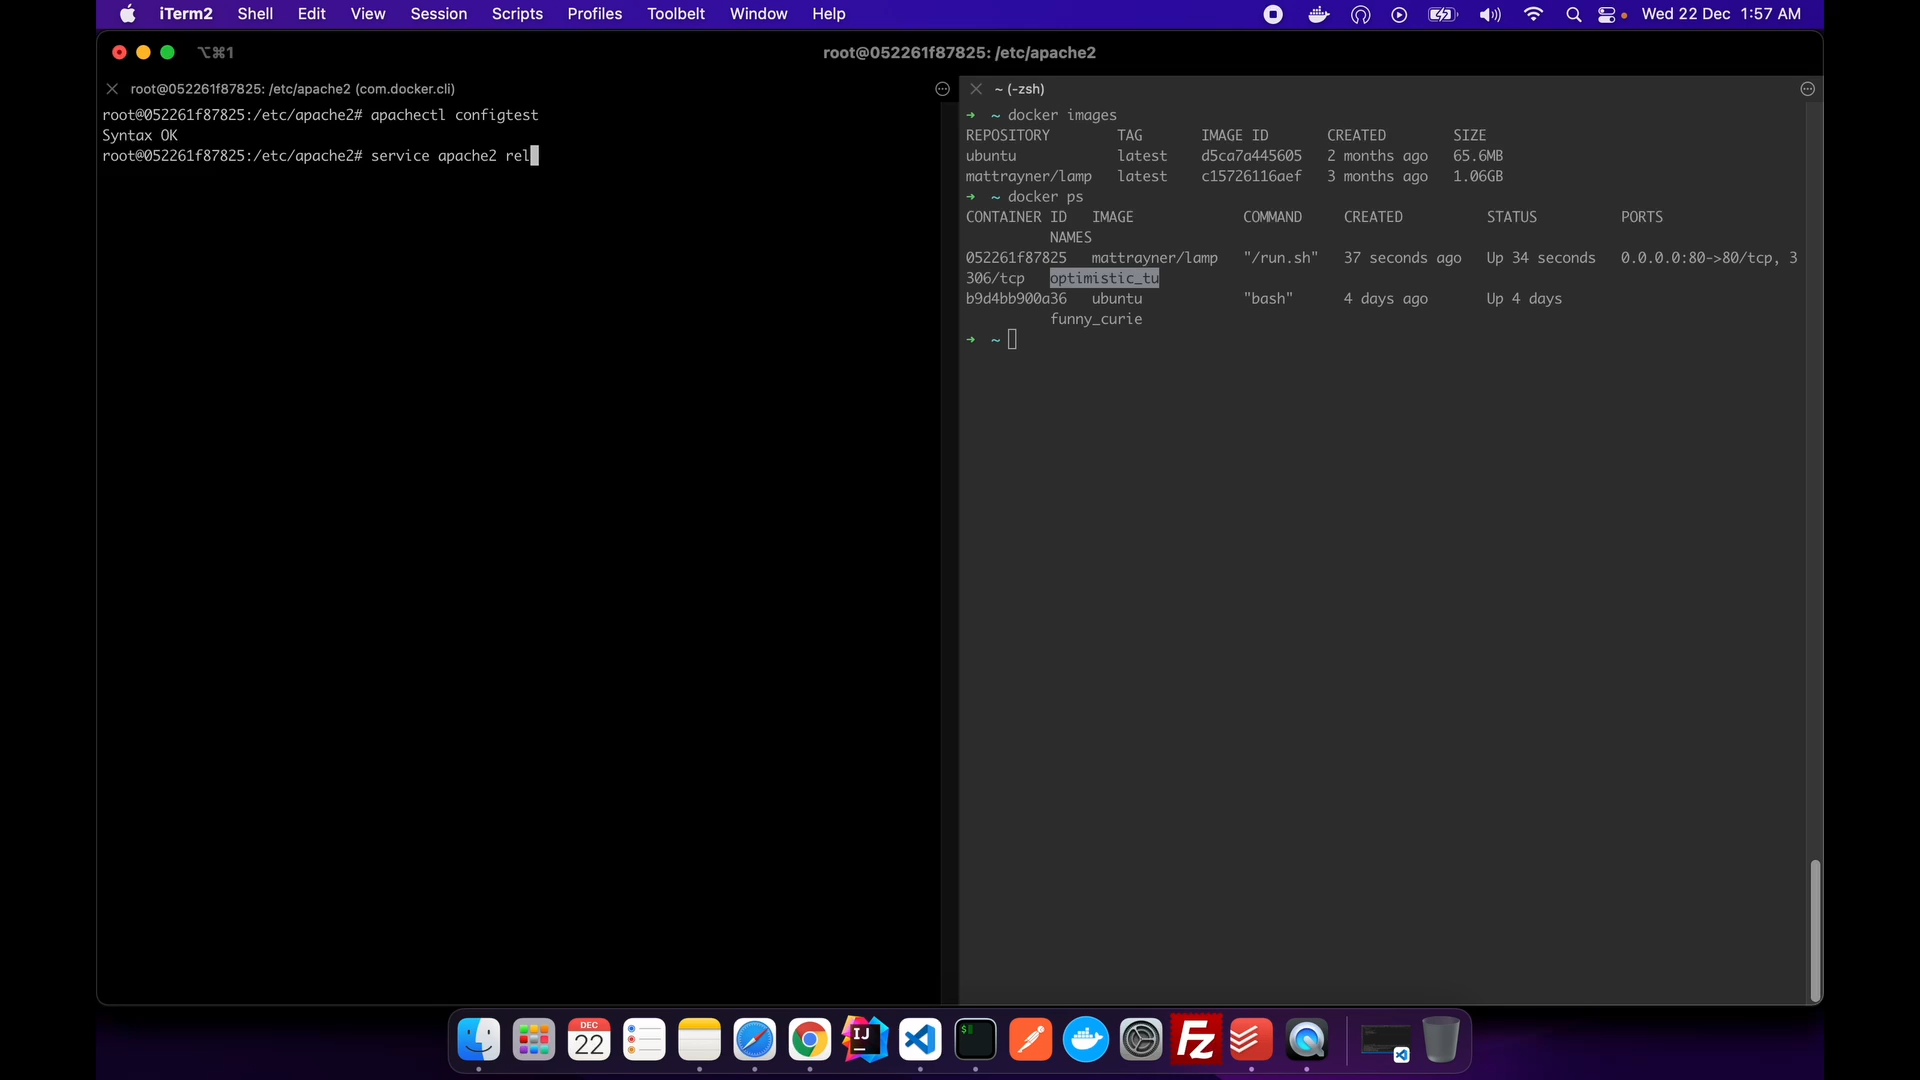 iTerm2 Shell Edit View Session Scripts Profiles Toolbelt Window Help Wed 22 Dec 1:57 AM
⌥⌘1 root@052261f87825: /etc/apache2
root@052261f87825: /etc/apache2 (com.docker.cli)
root@052261f87825:/etc/apache2# apachectl configtest
Syntax OK
root@052261f87825:/etc/apache2# service apache2 rel
~ (-zsh)
➜ ~ docker images
REPOSITORY TAG IMAGE ID CREATED SIZE
ubuntu latest d5ca7a445605 2 months ago 65.6MB
mattrayner/lamp latest c15726116aef 3 months ago 1.06GB
➜ ~ docker ps
CONTAINER ID IMAGE COMMAND CREATED STATUS PORTS
NAMES
052261f87825 mattrayner/lamp "/run.sh" 37 seconds ago Up 34 seconds 0.0.0.0:80->80/tcp, 3
306/tcp optimistic_tu
b9d4bb900a36 ubuntu "bash" 4 days ago Up 4 days
funny_curie
➜ ~
DEC
22
IJ
$
Fz